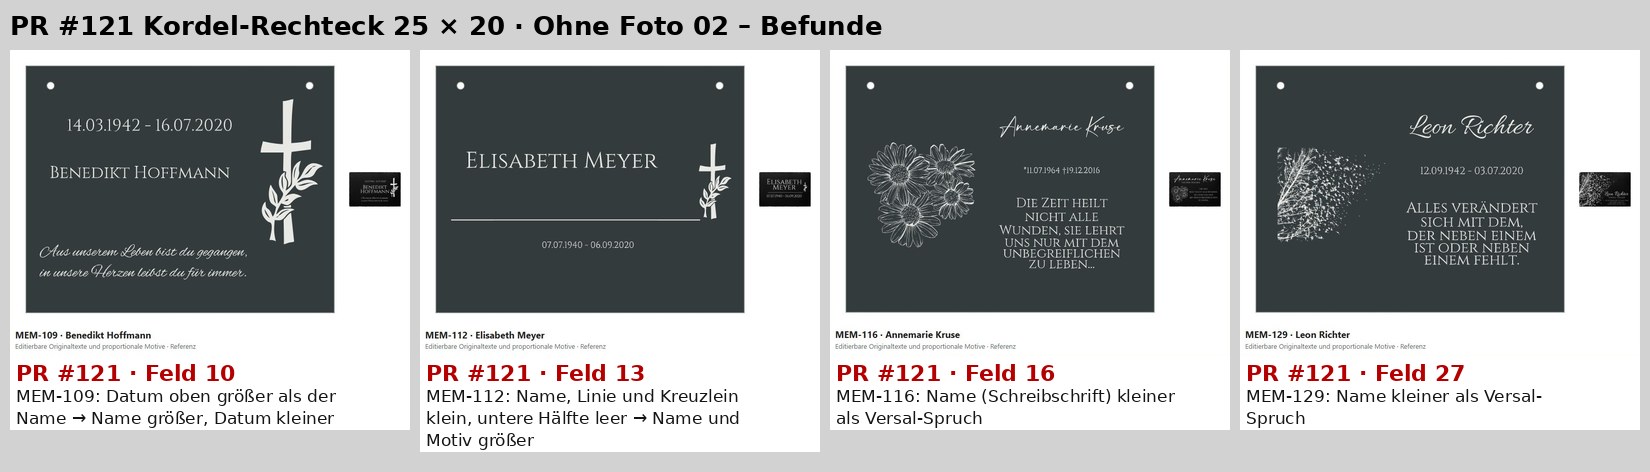 PR #121 Kordel-Rechteck 25 × 20 · Ohne Foto 02 – Befunde
14.03.1942 - 16.07.2020
Benedikt Hoffmann
Aus unserem Leben bist du gegangen,
in unsere Herzen leibst du für immer.
MEM-109 · Benedikt Hoffmann
Editierbare Originaltexte und proportionale Motive · Referenz
PR #121 · Feld 10
MEM-109: Datum oben größer als der
Name → Name größer, Datum kleiner
Elisabeth Meyer
07.07.1940 - 06.09.2020
Elisabeth
Meyer
MEM-112 · Elisabeth Meyer
Editierbare Originaltexte und proportionale Motive · Referenz
PR #121 · Feld 13
MEM-112: Name, Linie und Kreuzlein
klein, untere Hälfte leer → Name und
Motiv größer
Annemarie Kruse
*11.07.1964 †19.12.2016
Die Zeit heilt
nicht alle
Wunden, sie lehrt
uns nur mit dem
Unbegreiflichen
zu leben...
MEM-116 · Annemarie Kruse
Editierbare Originaltexte und proportionale Motive · Referenz
PR #121 · Feld 16
MEM-116: Name (Schreibschrift) kleiner
als Versal-Spruch
Leon Richter
12.09.1942 - 03.07.2020
Alles verändert
sich mit dem,
der neben einem
ist oder neben
einem fehlt.
MEM-129 · Leon Richter
Editierbare Originaltexte und proportionale Motive · Referenz
PR #121 · Feld 27
MEM-129: Name kleiner als Versal-
Spruch